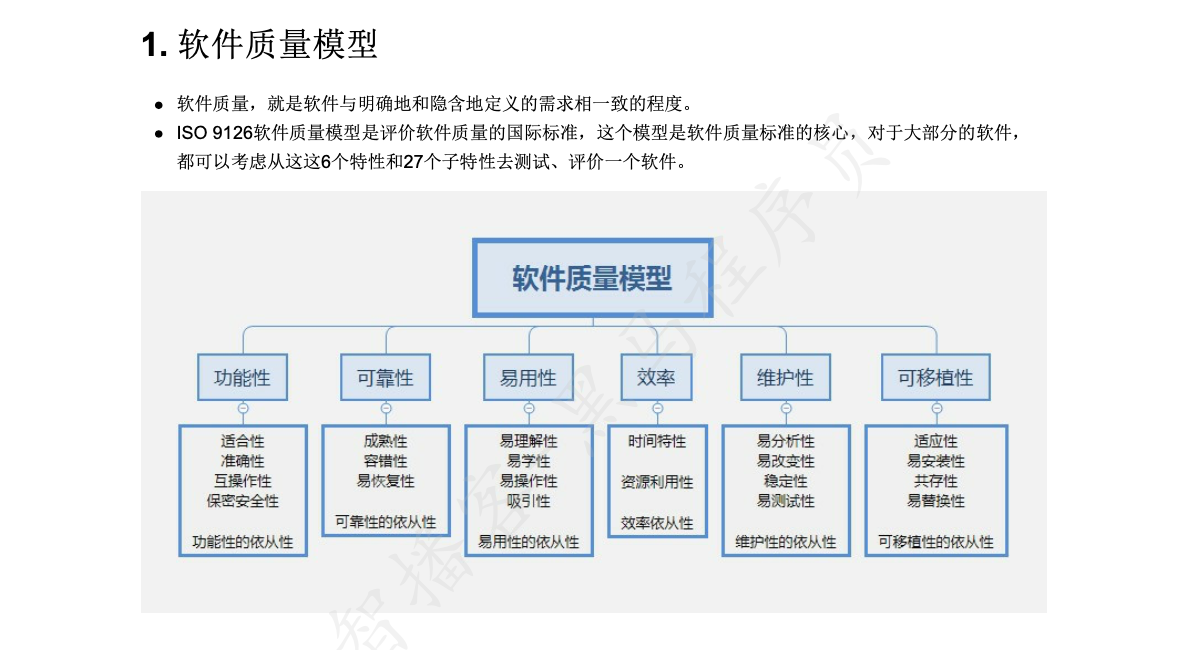 1. 软件质量模型
● 软件质量，就是软件与明确地和隐含地定义的需求相一致的程度。
● ISO 9126软件质量模型是评价软件质量的国际标准，这个模型是软件质量标准的核心，对于大部分的软件，
都可以考虑从这这6个特性和27个子特性去测试、评价一个软件。
软件质量模型
功能性
适合性
准确性
互操作性
保密安全性
功能性的依从性
可靠性
成熟性
容错性
易恢复性
可靠性的依从性
易用性
易理解性
易学性
易操作性
吸引性
易用性的依从性
效率
时间特性
资源利用性
效率依从性
维护性
易分析性
易改变性
稳定性
易测试性
维护性的依从性
可移植性
适应性
易安装性
共存性
易替换性
可移植性的依从性
智播客-黑马程序员